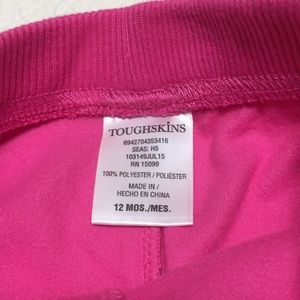 TOUGHSKiNS
6942704353416
SEAS: H5
103149JUL15
RN 15099
100% POLYESTER / POLIÉSTER
MADE IN /
HECHO EN CHINA
12 MOS./MES.